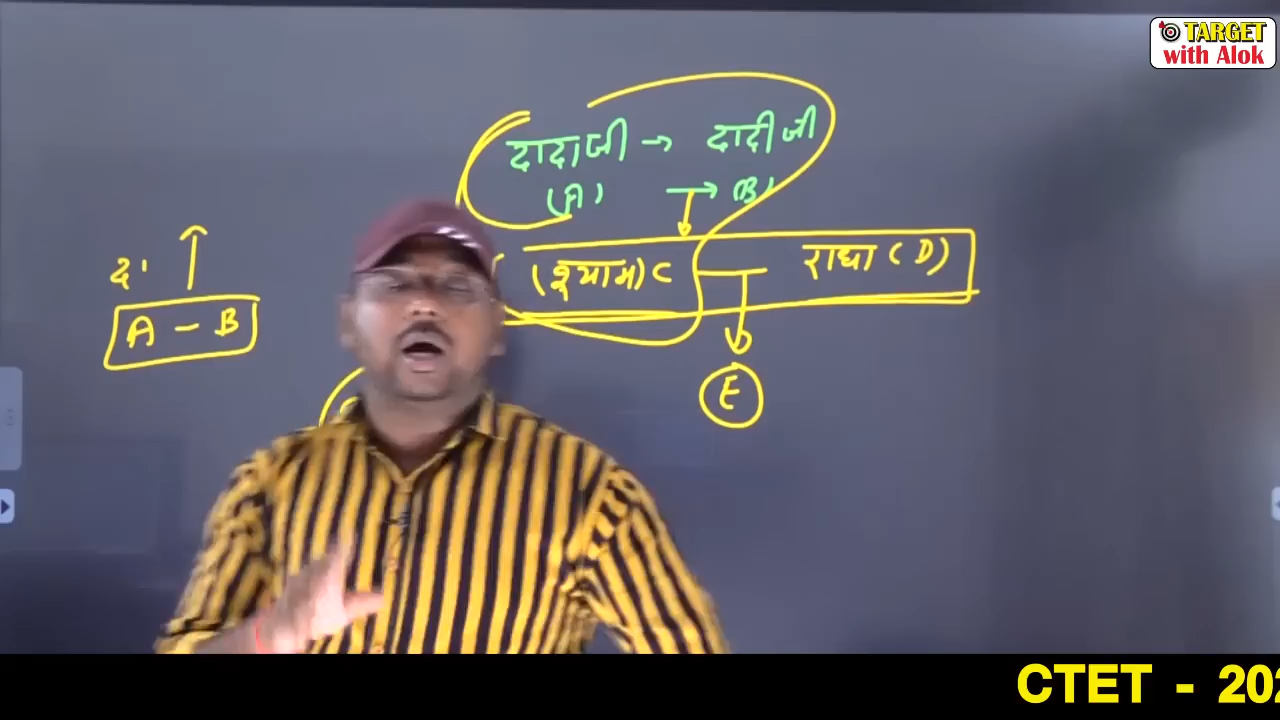 TARGET
with Alok
दादाजी → दादीजी
(A) → (B)
(श्याम) C राधा (D)
द.
A - B
E
CTET - 202